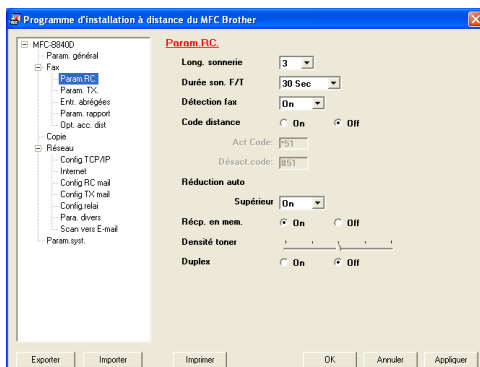 Programme d'installation à distance du MFC Brother
MFC-8840D
Param. général
Fax
Param.RC.
Param. TX.
Entr. abrégées
Param. rapport
Opt. acc. dist
Copie
Réseau
Config.TCP/IP
Internet
Config RC mail
Config TX mail
Config.relai
Para. divers
Scan vers E-mail
Param.syst.
Param.RC.
Long. sonnerie 3
Durée son. F/T 30 Sec
Détection fax On
Code distance On Off
Act Code: *51
Désact.code: #51
Réduction auto
Supérieur On
Récp. en mem. On Off
Densité toner
Duplex On Off
Exporter Importer Imprimer OK Annuler Appliquer